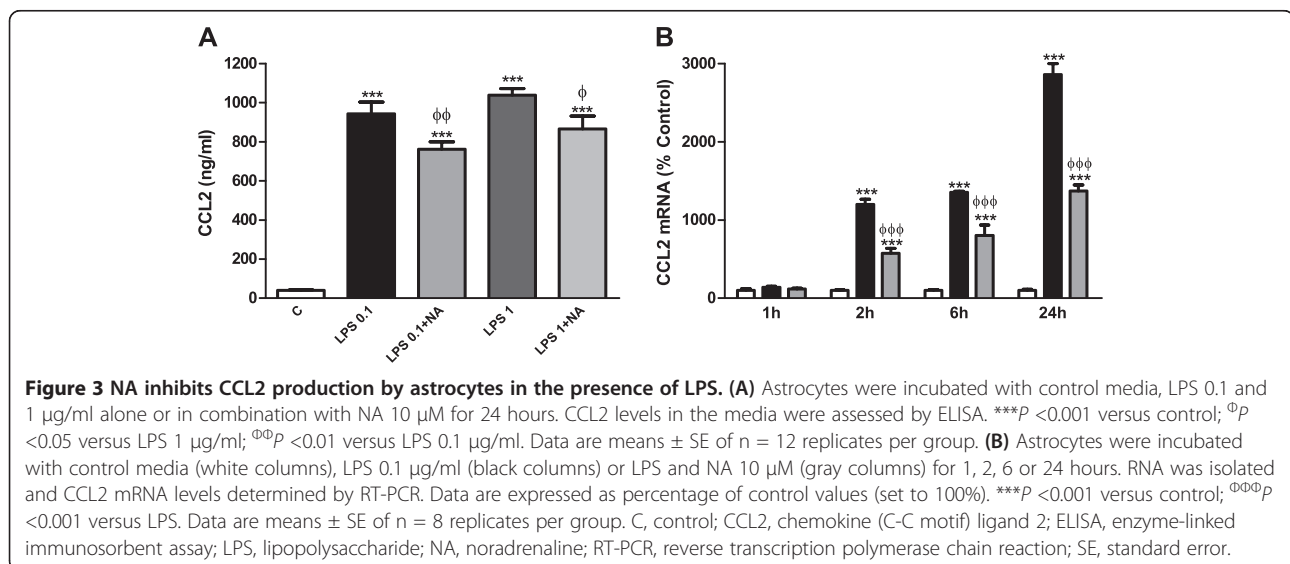 A
B
1200
1000
800
600
400
200
0
CCL2 (ng/ml)
***
ϕϕ
***
***
ϕ
***
C
LPS 0.1
LPS 0.1+NA
LPS 1
LPS 1+NA
3000
2000
1000
0
CCL2 mRNA (% Control)
***
ϕϕϕ
***
***
ϕϕϕ
***
***
ϕϕϕ
***
1h
2h
6h
24h
Figure 3 NA inhibits CCL2 production by astrocytes in the presence of LPS. (A) Astrocytes were incubated with control media, LPS 0.1 and
1 μg/ml alone or in combination with NA 10 μM for 24 hours. CCL2 levels in the media were assessed by ELISA. ***P <0.001 versus control; ΦP
<0.05 versus LPS 1 μg/ml; ΦΦP <0.01 versus LPS 0.1 μg/ml. Data are means ± SE of n = 12 replicates per group. (B) Astrocytes were incubated
with control media (white columns), LPS 0.1 μg/ml (black columns) or LPS and NA 10 μM (gray columns) for 1, 2, 6 or 24 hours. RNA was isolated
and CCL2 mRNA levels determined by RT-PCR. Data are expressed as percentage of control values (set to 100%). ***P <0.001 versus control; ΦΦΦP
<0.001 versus LPS. Data are means ± SE of n = 8 replicates per group. C, control; CCL2, chemokine (C-C motif) ligand 2; ELISA, enzyme-linked
immunosorbent assay; LPS, lipopolysaccharide; NA, noradrenaline; RT-PCR, reverse transcription polymerase chain reaction; SE, standard error.